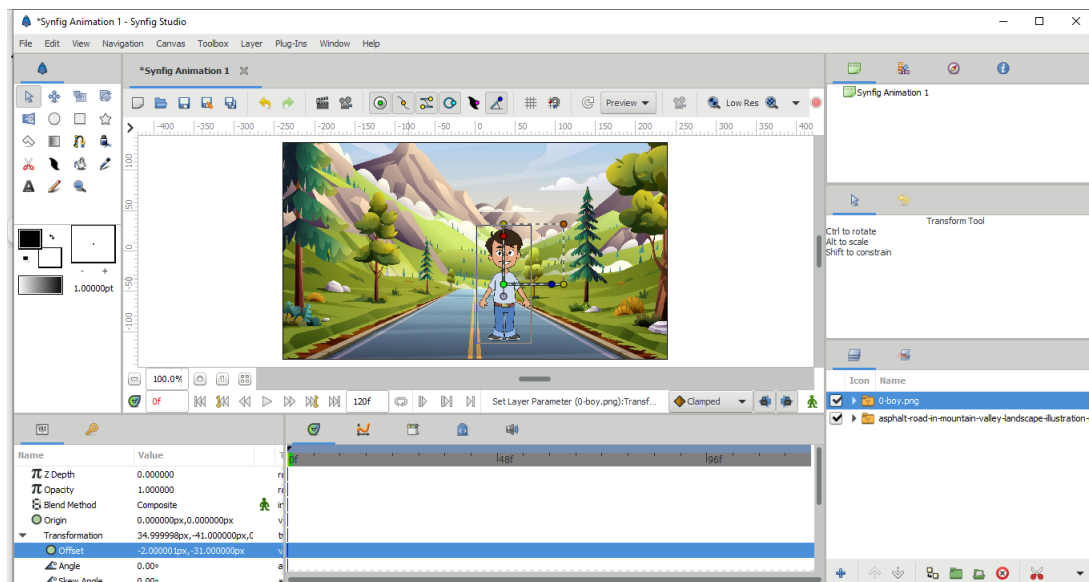 *Synfig Animation 1 - Synfig Studio
File Edit View Navigation Canvas Toolbox Layer Plug-Ins Window Help
*Synfig Animation 1
Preview
Low Res
-400 -350 -300 -250 -200 -150 -100 -50 0 50 100 150 200 250 300 350 400
100
50
0
-50
-100
1.00000pt
100.0%
0f
120f
Set Layer Parameter (0-boy.png):Transf...
Clamped
Synfig Animation 1
Transform Tool
Ctrl to rotate
Alt to scale
Shift to constrain
Icon Name
0-boy.png
asphalt-road-in-mountain-valley-landscape-illustration-
Name Value
Z Depth 0.000000
Opacity 1.000000
Blend Method Composite
Origin 0.000000px,0.000000px
Transformation 34.999998px,-41.000000px,
Offset -2.000001px,-31.000000px
Angle 0.00°
Skew Angle 0.00°
0f 48f 96f